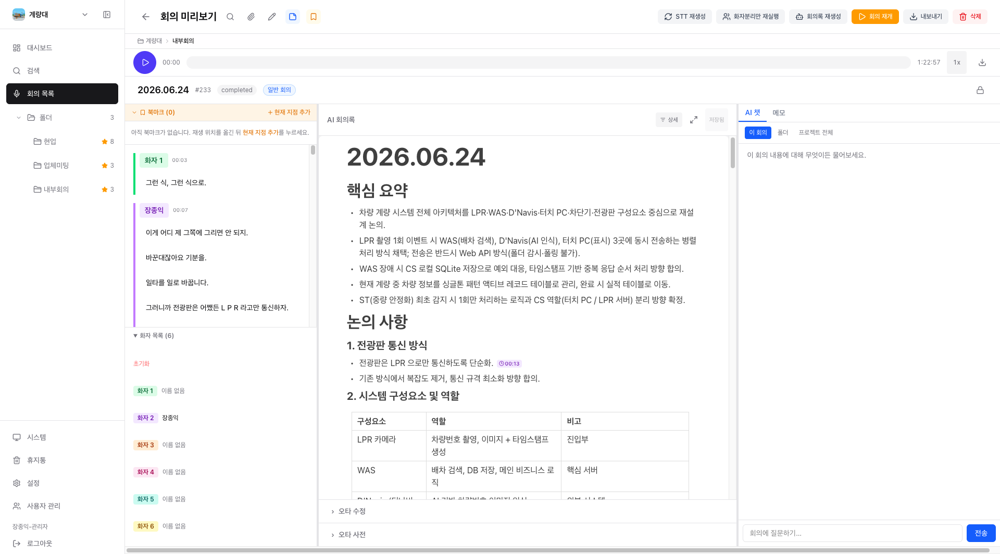 계량대
대시보드
검색
회의 목록
폴더 3
현업 8
업체미팅 3
내부회의 3
시스템
휴지통
설정
사용자 관리
장종익-관리자
로그아웃
회의 미리보기
STT 재생성
화자분리만 재실행
회의록 재생성
회의 재개
내보내기
삭제
계량대 > 내부회의
00:00
1:22:57
1x
2026.06.24 #233 completed 일반 회의
북마크 (0)
+ 현재 지점 추가
아직 북마크가 없습니다. 재생 위치를 옮긴 뒤 현재 지점 추가를 누르세요.
화자 1 00:03
그런 식, 그런 식으로.
장종익 00:07
이게 어디 제 그쪽에 그리면 안 되지.
바꾼대잖아요 기분을.
일타를 일로 바꿉니다.
그러니까 전광판은 어쨌든 L P R 라고만 통신하자.
▼ 화자 목록 (6)
초기화
화자 1 이름 없음
화자 2 장종익
화자 3 이름 없음
화자 4 이름 없음
화자 5 이름 없음
화자 6 이름 없음
AI 회의록
상세
저장됨
2026.06.24
핵심 요약
• 차량 계량 시스템 전체 아키텍처를 LPR·WAS·D'Navis·터치 PC·차단기·전광판 구성요소 중심으로 재설
계 논의.
• LPR 촬영 1회 이벤트 시 WAS(배차 검색), D'Navis(AI 인식), 터치 PC(표시) 3곳에 동시 전송하는 병렬
처리 방식 채택; 전송은 반드시 Web API 방식(폴더 감시·폴링 불가).
• WAS 장애 시 CS 로컬 SQLite 저장으로 예외 대응, 타임스탬프 기반 중복 응답 순서 처리 방향 합의.
• 현재 계량 중 차량 정보를 싱글톤 패턴 액티브 레코드 테이블로 관리, 완료 시 실적 테이블로 이동.
• ST(중량 안정화) 최초 감지 시 1회만 처리하는 로직과 CS 역할(터치 PC / LPR 서버) 분리 방향 확정.
논의 사항
1. 전광판 통신 방식
• 전광판은 LPR 으로만 통신하도록 단순화. 00:13
• 기존 방식에서 복잡도 제거, 통신 규격 최소화 방향 합의.
2. 시스템 구성요소 및 역할
구성요소 역할 비고
LPR 카메라 차량번호 촬영, 이미지 + 타임스탬프 진입부
생성
WAS 배차 검색, DB 저장, 메인 비즈니스 로 핵심 서버
직
› 오타 수정
› 오타 사전
AI 챗 메모
이 회의 폴더 프로젝트 전체
이 회의 내용에 대해 무엇이든 물어보세요.
회의에 질문하기...
전송